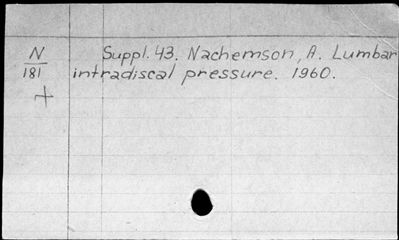 N Suppl. 43. Nachemson, A. Lumbar
181 intradiscal pressure. 1960.
+